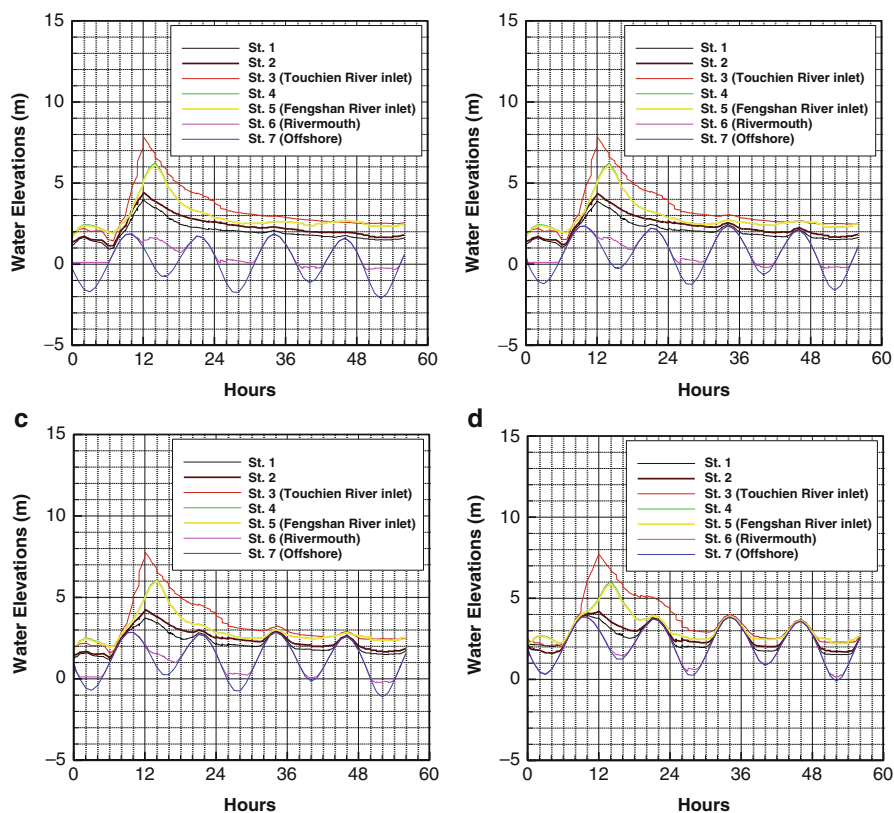 15
10
5
0
−5
Water Elevations (m)
St. 1
St. 2
St. 3 (Touchien River inlet)
St. 4
St. 5 (Fengshan River inlet)
St. 6 (Rivermouth)
St. 7 (Offshore)
0 12 24 36 48 60
Hours
15
10
5
0
−5
Water Elevations (m)
St. 1
St. 2
St. 3 (Touchien River inlet)
St. 4
St. 5 (Fengshan River inlet)
St. 6 (Rivermouth)
St. 7 (Offshore)
0 12 24 36 48 60
Hours
c
15
10
5
0
−5
Water Elevations (m)
St. 1
St. 2
St. 3 (Touchien River inlet)
St. 4
St. 5 (Fengshan River inlet)
St. 6 (Rivermouth)
St. 7 (Offshore)
0 12 24 36 48 60
Hours
d
15
10
5
0
−5
Water Elevations (m)
St. 1
St. 2
St. 3 (Touchien River inlet)
St. 4
St. 5 (Fengshan River inlet)
St. 6 (Rivermouth)
St. 7 (Offshore)
0 12 24 36 48 60
Hours